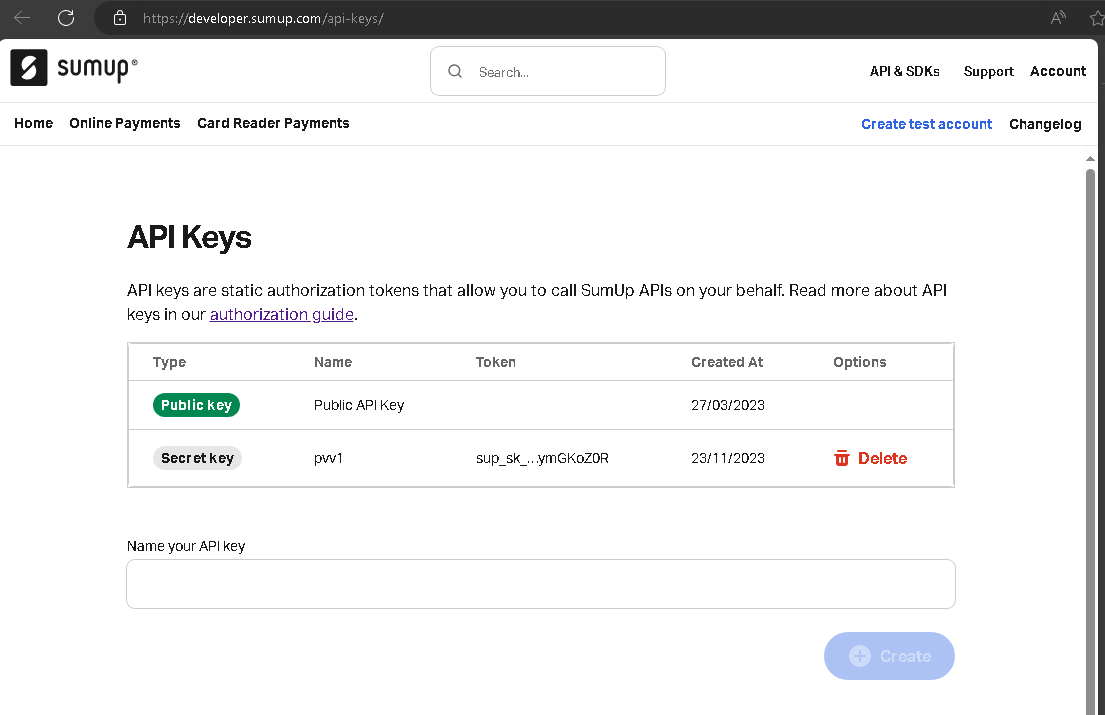 https://developer.sumup.com/api-keys/
sumup®
Search...
API & SDKs Support Account
Home Online Payments Card Reader Payments
Create test account Changelog
API Keys
API keys are static authorization tokens that allow you to call SumUp APIs on your behalf. Read more about API
keys in our authorization guide.
Type Name Token Created At Options
Public key Public API Key 27/03/2023
Secret key pvv1 sup_sk_...ymGKoZ0R 23/11/2023 Delete
Name your API key
Create